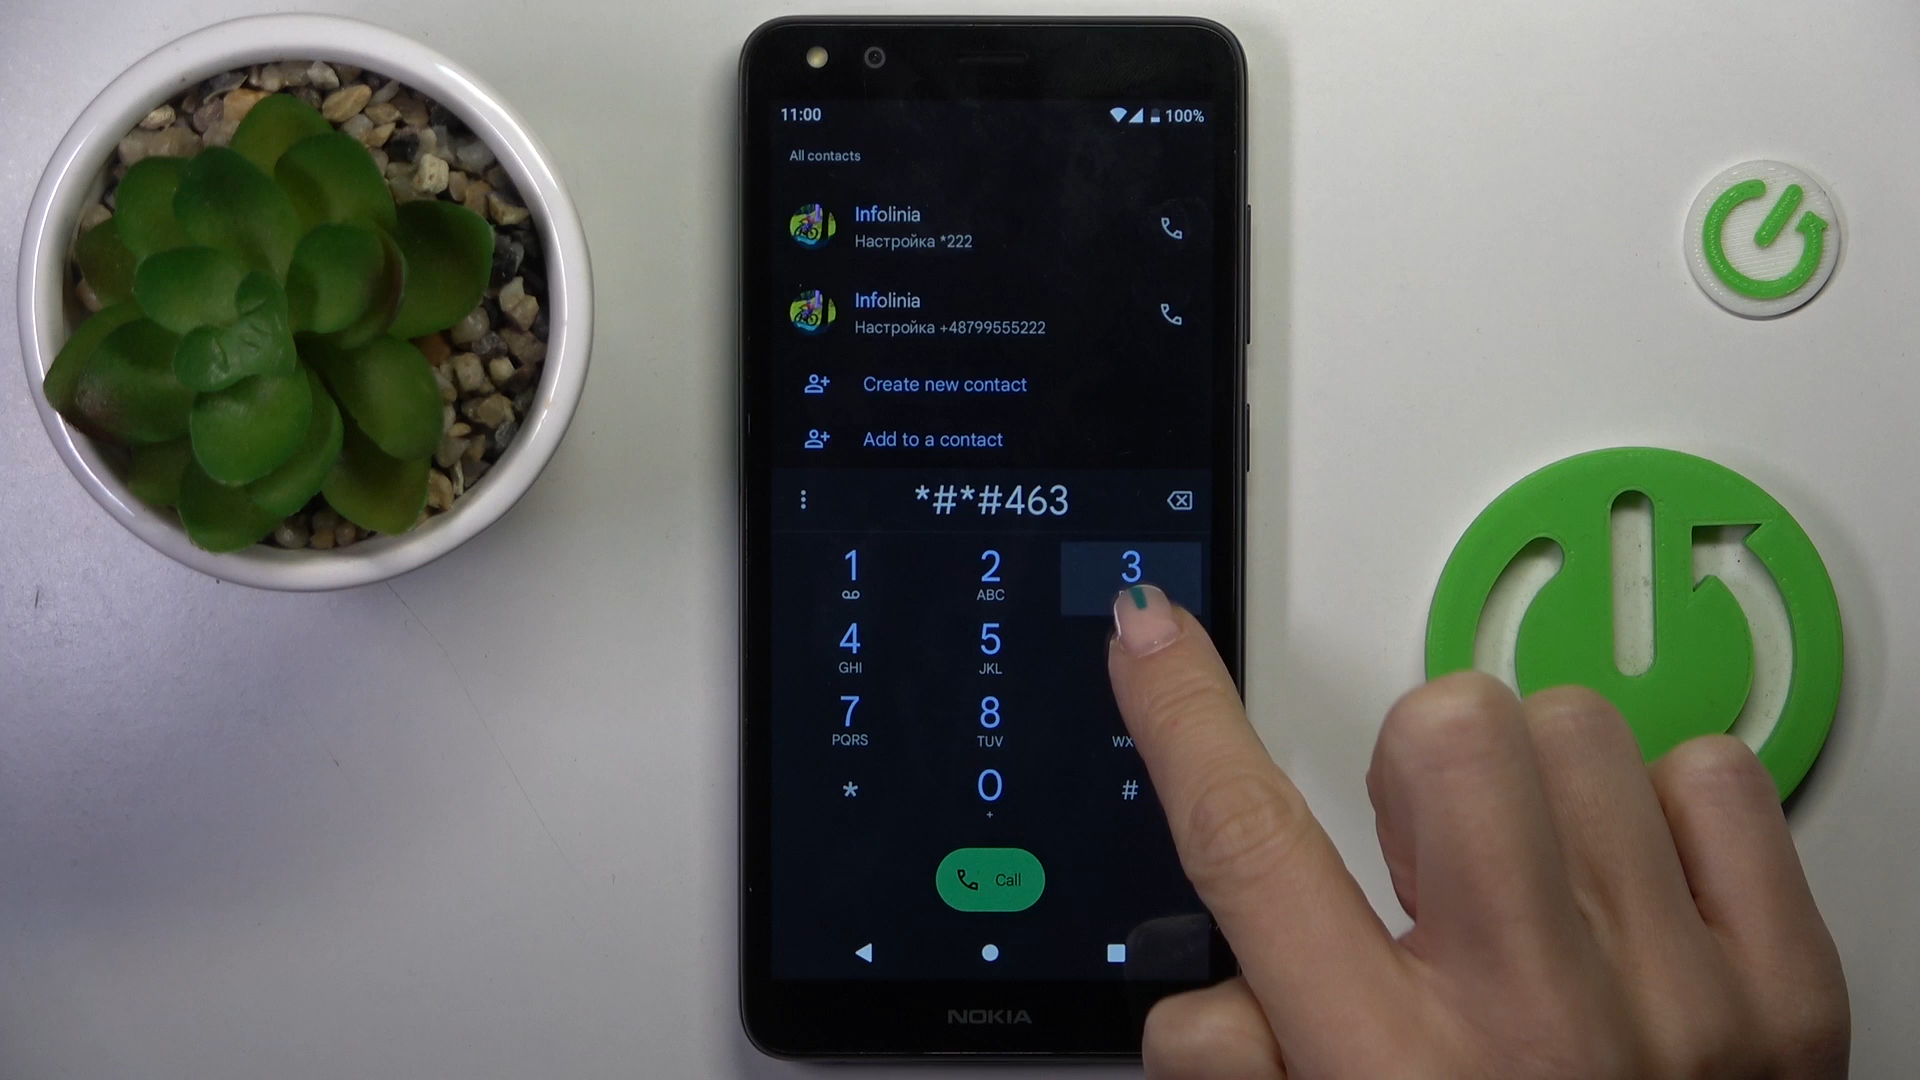 11:00 100%
All contacts
Infolinia
Настройка *222
Infolinia
Настройка +48799555222
Create new contact
Add to a contact
*#*#463
1 2 3
ABC
4 5
GHI JKL
7 8
PQRS TUV WX
* 0 #
+
Call
NOKIA